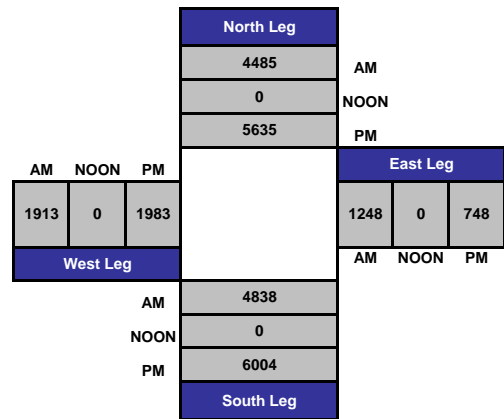 North Leg
4485 AM
0 NOON
5635 PM
AM NOON PM
East Leg
1913 0 1983
1248 0 748
West Leg
AM NOON PM
AM 4838
NOON 0
PM 6004
South Leg